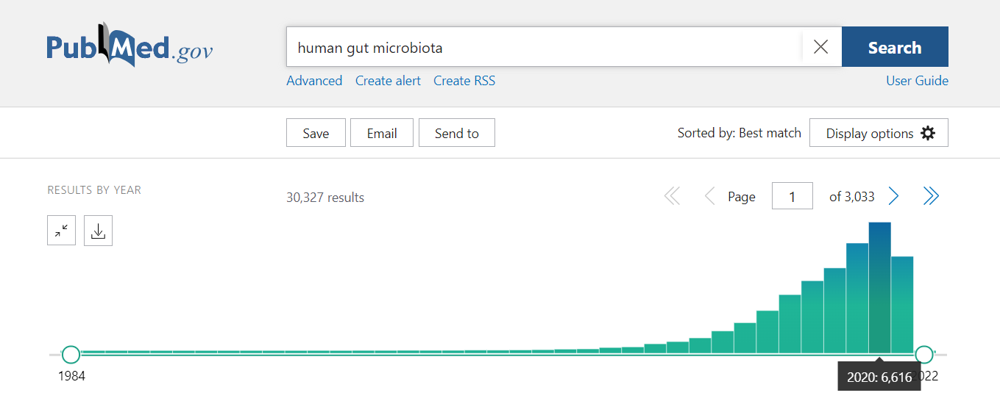 PubMed.gov
human gut microbiota
Search
Advanced Create alert Create RSS User Guide
Save Email Send to Sorted by: Best match Display options
RESULTS BY YEAR
30,327 results
Page 1 of 3,033
1984
2020: 6,616